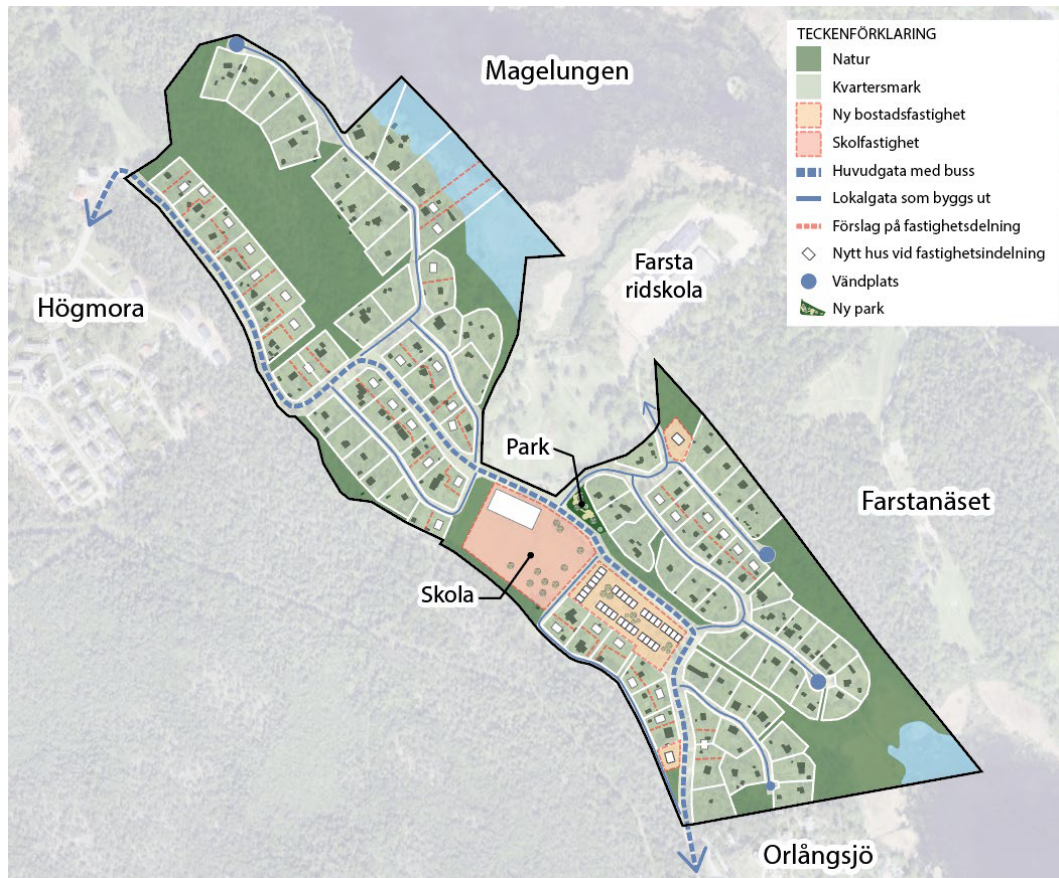 TECKENFÖRKLARING
Natur
Kvartersmark
Ny bostadsfastighet
Skolfastighet
Huvudgata med buss
Lokalgata som byggs ut
Förslag på fastighetsdelning
Nytt hus vid fastighetsindelning
Vändplats
Ny park
Magelungen
Farsta
ridskola
Högmora
Park
Farstanäset
Skola
Orlångsjö